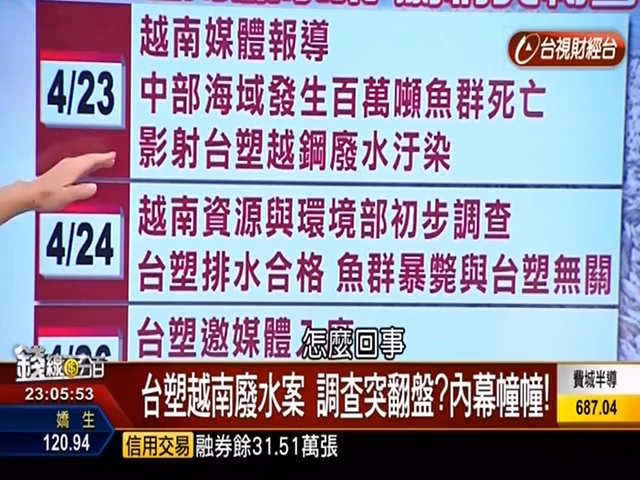 台視財經台
4/23
越南媒體報導
中部海域發生百萬噸魚群死亡
影射台塑越鋼廢水汙染
4/24
越南資源與環境部初步調查
台塑排水合格 魚群暴斃與台塑無關
台塑邀媒體
怎麼回事
錢線百分百
23:05:53
台塑越南廢水案 調查突翻盤?內幕幢幢!
費城半導
687.04
嬌生
120.94
信用交易 融券餘31.51萬張